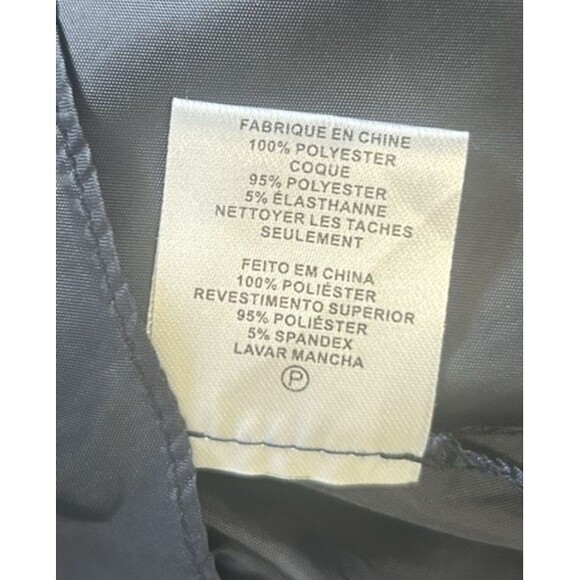 FABRIQUE EN CHINE
100% POLYESTER
COQUE
95% POLYESTER
5% ÉLASTHANNE
NETTOYER LES TACHES
SEULEMENT
FEITO EM CHINA
100% POLIÉSTER
REVESTIMENTO SUPERIOR
95% POLIÉSTER
5% SPANDEX
LAVAR MANCHA
P